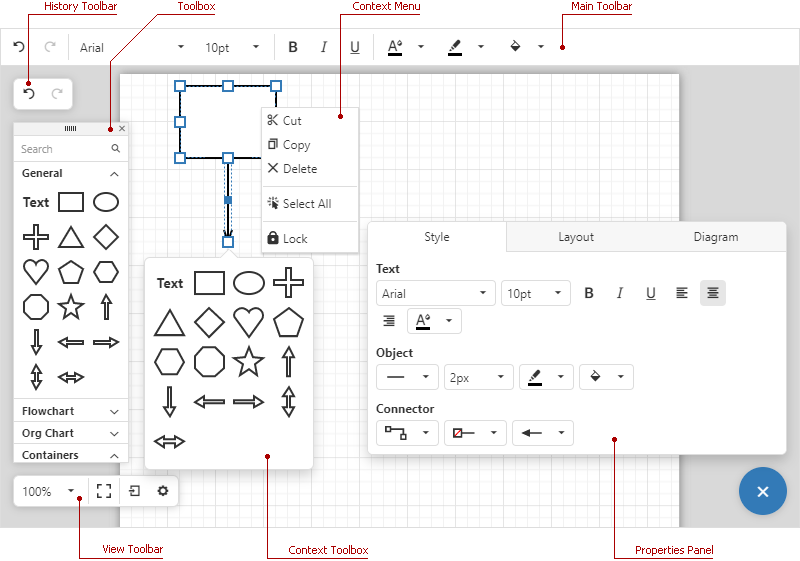 History Toolbar
Toolbox
Context Menu
Main Toolbar
Arial
10pt
B I U A
Search
General
Text
Flowchart
Org Chart
Containers
100%
Cut
Copy
Delete
Select All
Lock
Text
Style Layout Diagram
Text
Arial 10pt B I U
A
Object
2px
Connector
View Toolbar
Context Toolbox
Properties Panel